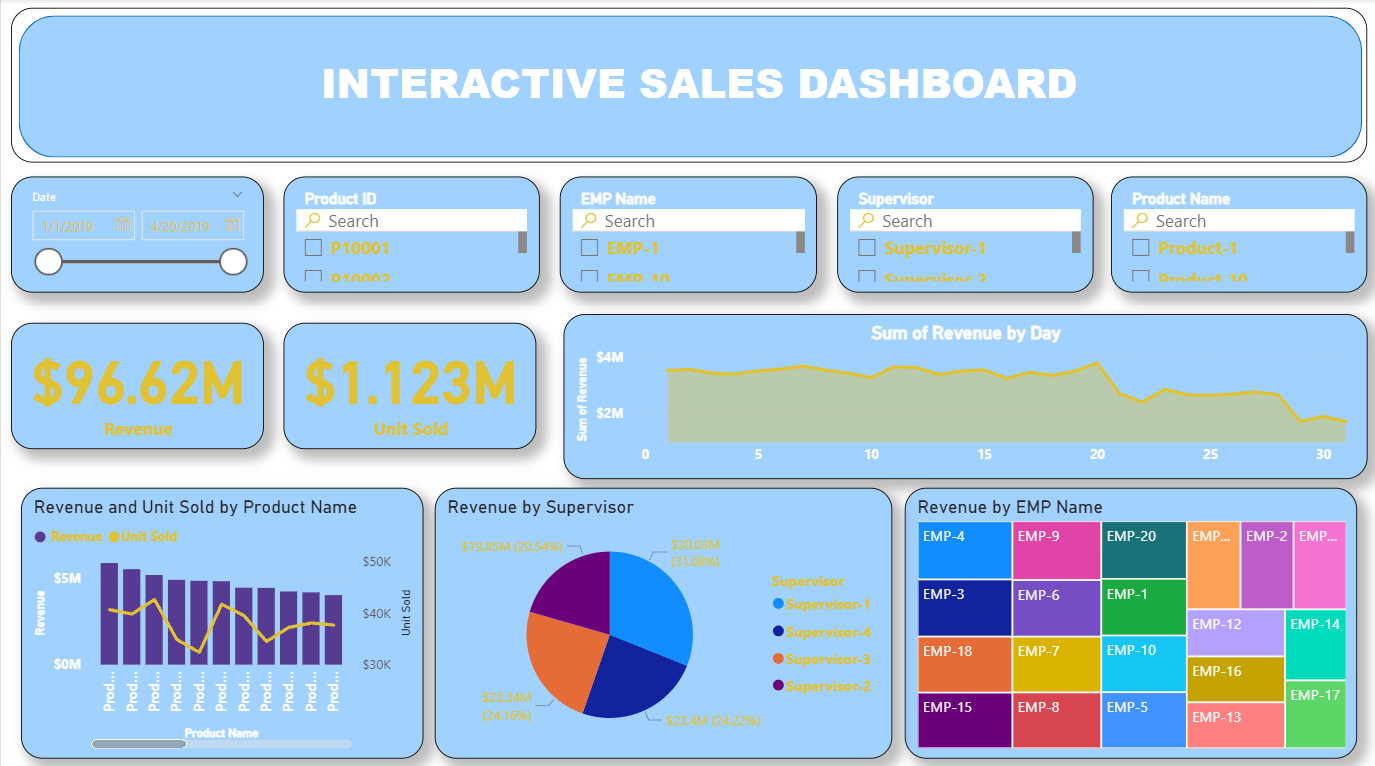 INTERACTIVE SALES DASHBOARD
Date
1/1/2019
4/20/2019
Product ID
Search
P10001
EMP Name
Search
EMP-1
EMP-10
Supervisor
Search
Supervisor-1
Supervisor-2
Product Name
Search
Product-1
Product-10
$96.62M
Revenue
$1.123M
Unit Sold
Sum of Revenue by Day
Sum of Revenue
$4M
$2M
0 5 10 15 20 25 30
Revenue and Unit Sold by Product Name
Revenue Unit Sold
Revenue
$5M
$0M
$50K
$40K
$30K
Unit Sold
Prod...
Prod...
Prod...
Prod...
Prod...
Prod...
Prod...
Prod...
Prod...
Prod...
Prod...
Product Name
Revenue by Supervisor
$19.85M (20.54%)
$30.03M
(31.08%)
$23.34M
(24.16%)
$23.4M (24.22%)
Supervisor
Supervisor-1
Supervisor-4
Supervisor-3
Supervisor-2
Revenue by EMP Name
EMP-4
EMP-3
EMP-18
EMP-15
EMP-9
EMP-6
EMP-7
EMP-8
EMP-20
EMP-1
EMP-10
EMP-5
EMP...
EMP-2
EMP...
EMP-12
EMP-16
EMP-13
EMP-14
EMP-17